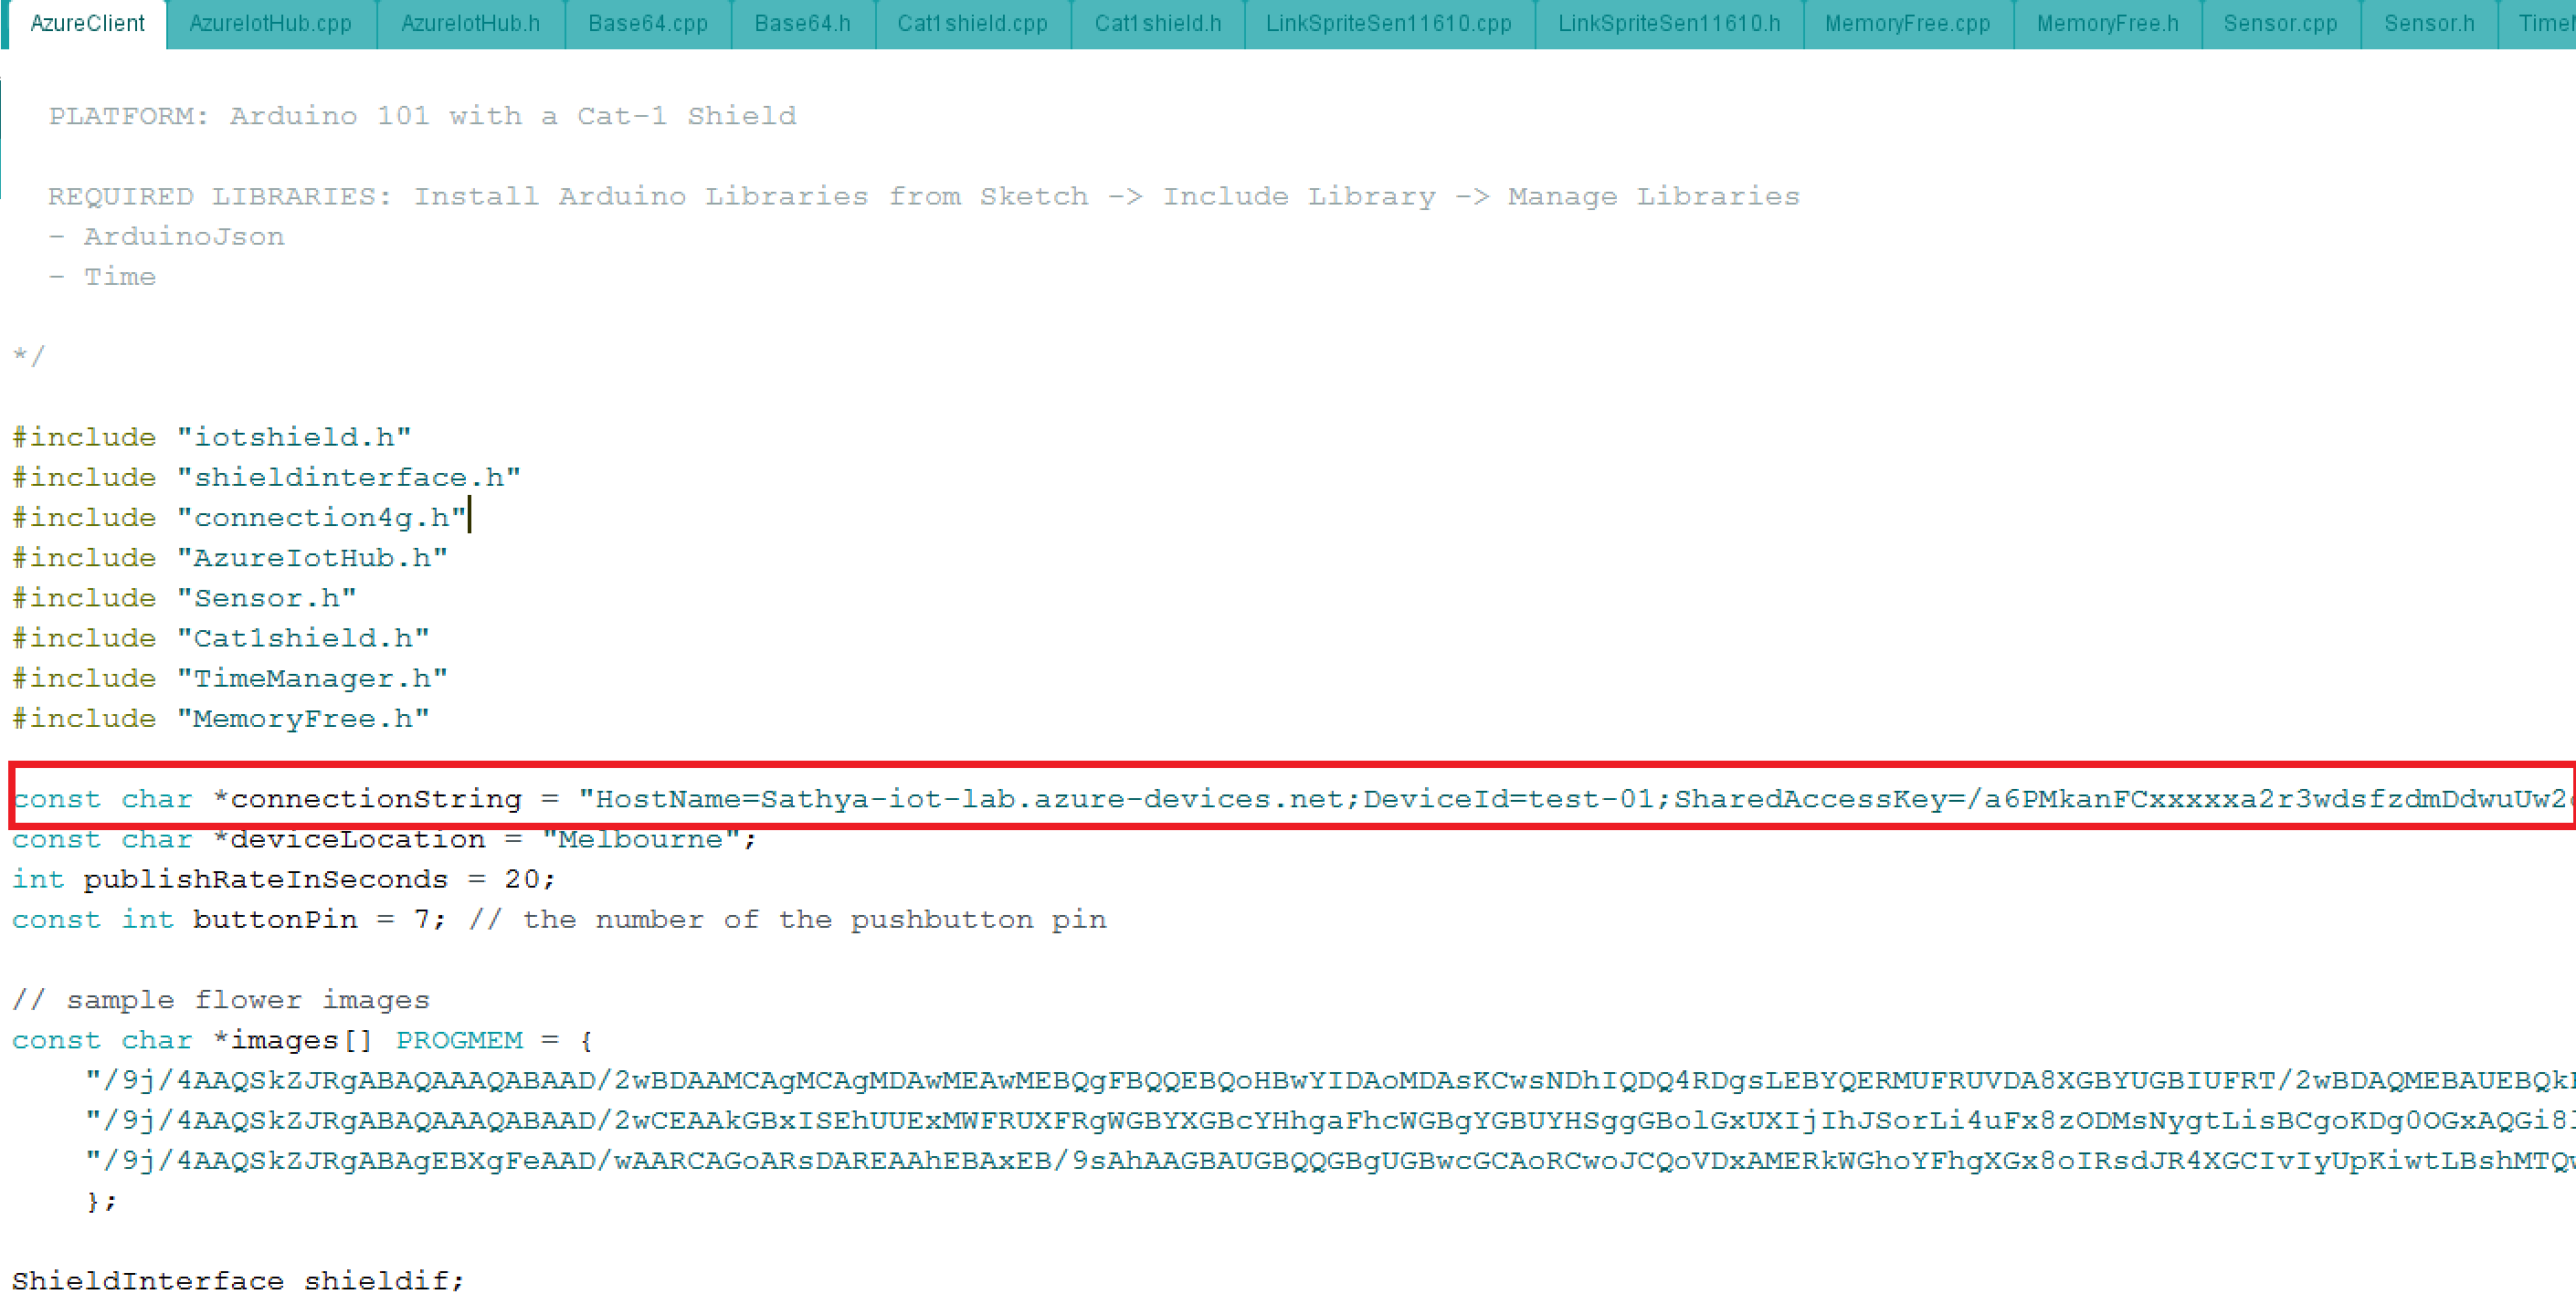 AzureClient AzureIotHub.cpp AzureIotHub.h Base64.cpp Base64.h Cat1shield.cpp Cat1shield.h LinkSpriteSen11610.cpp LinkSpriteSen11610.h MemoryFree.cpp MemoryFree.h Sensor.cpp Sensor.h
PLATFORM: Arduino 101 with a Cat-1 Shield
REQUIRED LIBRARIES: Install Arduino Libraries from Sketch -> Include Library -> Manage Libraries
- ArduinoJson
- Time
*/
#include "iotshield.h"
#include "shieldinterface.h"
#include "connection4g.h"
#include "AzureIotHub.h"
#include "Sensor.h"
#include "Cat1shield.h"
#include "TimeManager.h"
#include "MemoryFree.h"
const char *connectionString = "HostName=Sathya-iot-lab.azure-devices.net;DeviceId=test-01;SharedAccessKey=/a6PMkanFCxxxxxa2r3wdsfzdmDdwuUw2
const char *deviceLocation = "Melbourne";
int publishRateInSeconds = 20;
const int buttonPin = 7; // the number of the pushbutton pin
// sample flower images
const char *images[] PROGMEM = {
"/9j/4AAQSkZJRgABAQAAAQABAAD/2wBDAAMCAgMCAgMDAwMEAwMEBQgFBQQEBQoHBwYIDAoMDAsKCwsNDhIQDQ4RDgsLEBYQERMUFRUVDA8XGBYUGBIUFRT/2wBDAQMEBAUEBQk
"/9j/4AAQSkZJRgABAQAAAQABAAD/2wCEAAkGBxISEhUUExMWFRUXFRgWGBYXGBcYHhgaFhcWGBgYGBUYHSggGBolGxUXIjIhJSorLi4uFx8zODMsNygtLisBCgoKDg0OGxAQGi8
"/9j/4AAQSkZJRgABAgEBXgFeAAD/wAARCAGoARsDAREAAhEBAxEB/9sAhAAGBAUGBQQGBgUGBwcGCAoRCwoJCQoVDxAMERkWGhoYFhgXGx8oIRsdJR4XGCIvIyUpKiwtLBshMTQ
};
ShieldInterface shieldif;